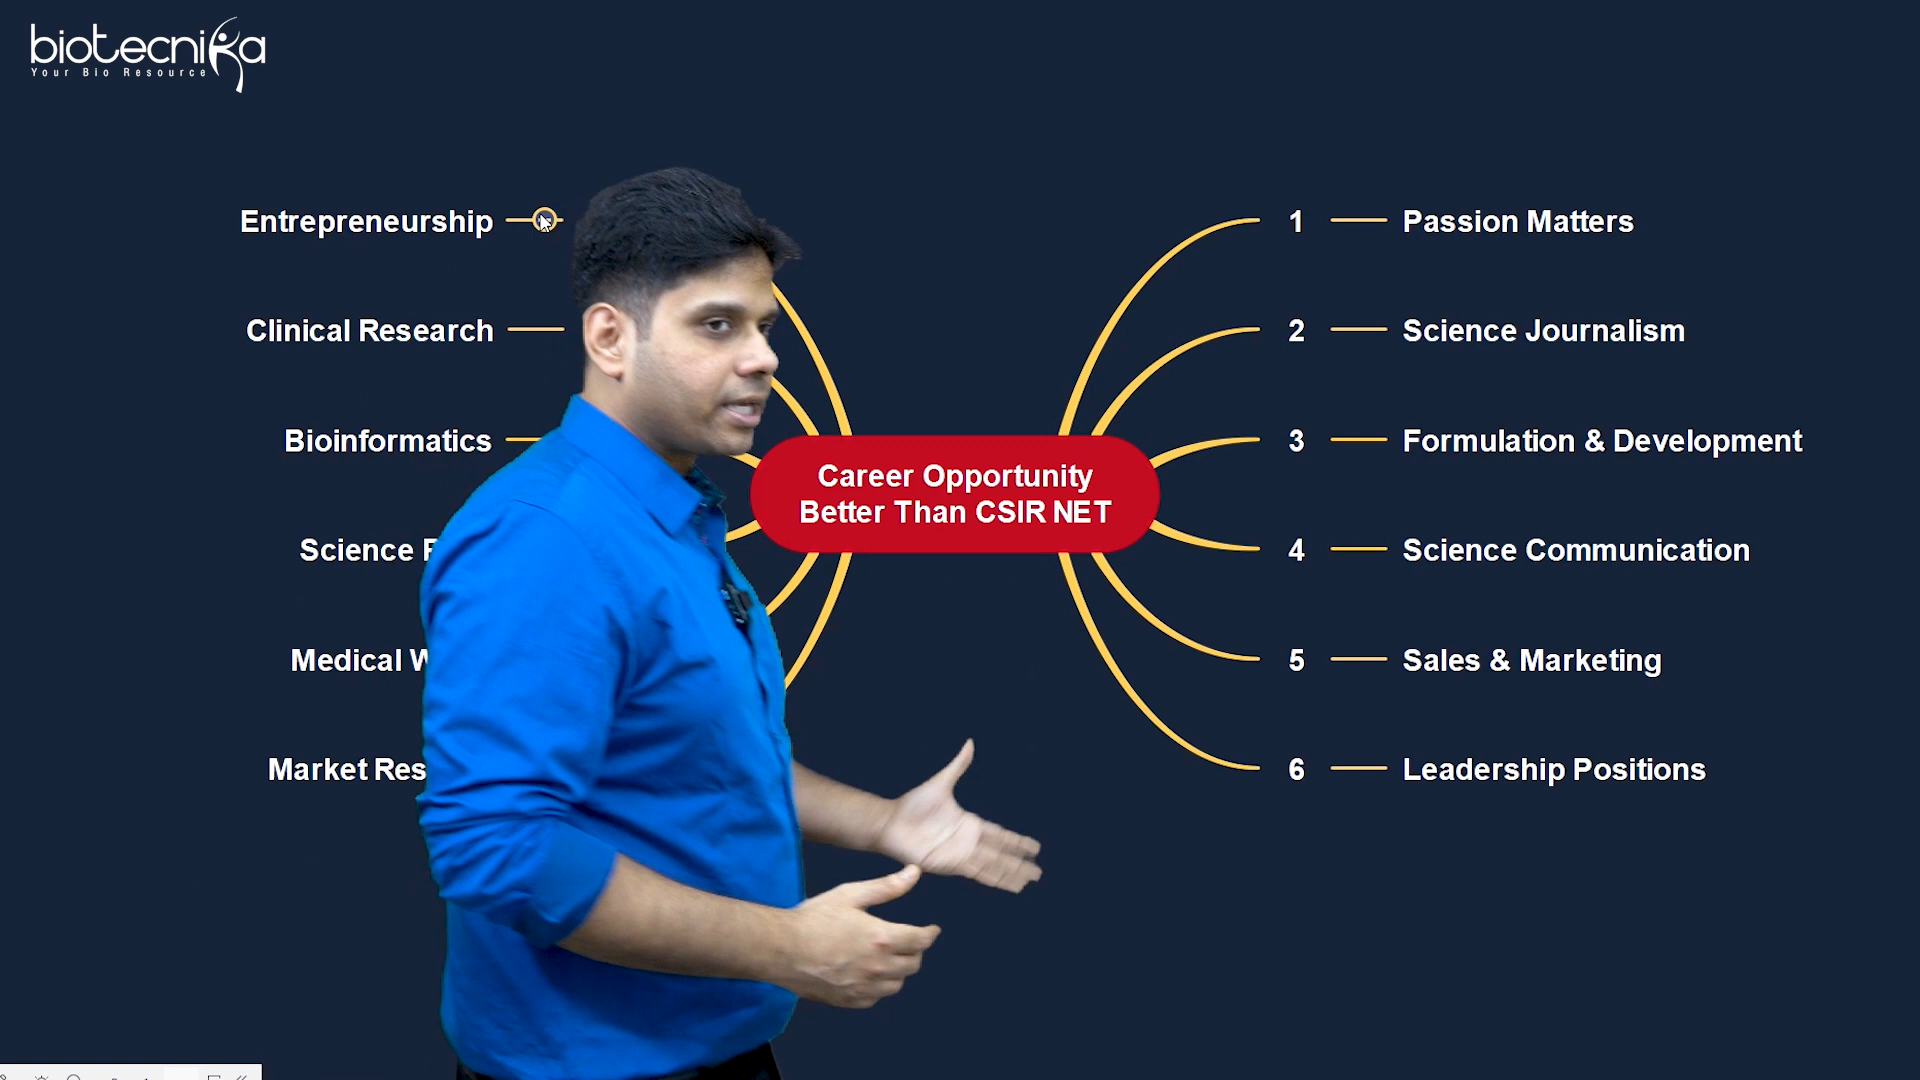 biotecnika
Your Bio Resource
Entrepreneurship
Clinical Research
Bioinformatics
Science
Medical
Market
Career Opportunity
Better Than CSIR NET
1 Passion Matters
2 Science Journalism
3 Formulation & Development
4 Science Communication
5 Sales & Marketing
6 Leadership Positions